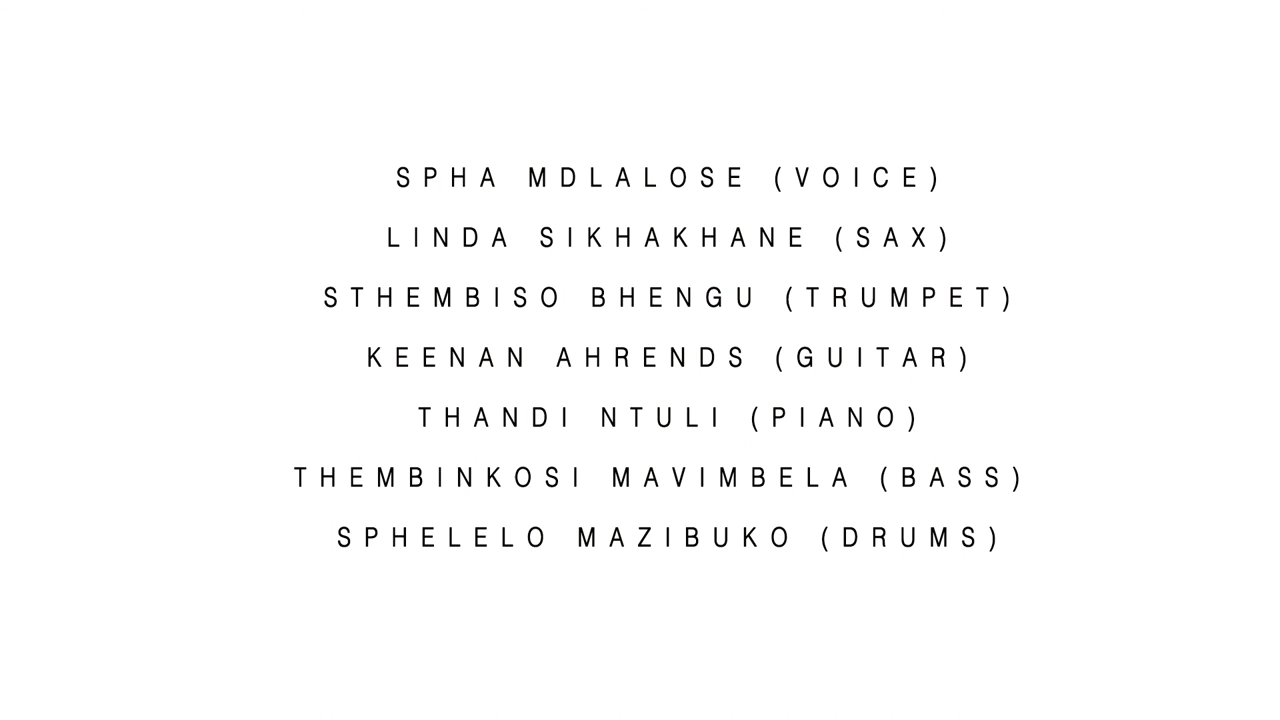 SPHA MDLALOSE (VOICE)
LINDA SIKHAKHANE (SAX)
STHEMBISO BHENGU (TRUMPET)
KEENAN AHRENDS (GUITAR)
THANDI NTULI (PIANO)
THEMBINKOSI MAVIMBELA (BASS)
SPHELELO MAZIBUKO (DRUMS)